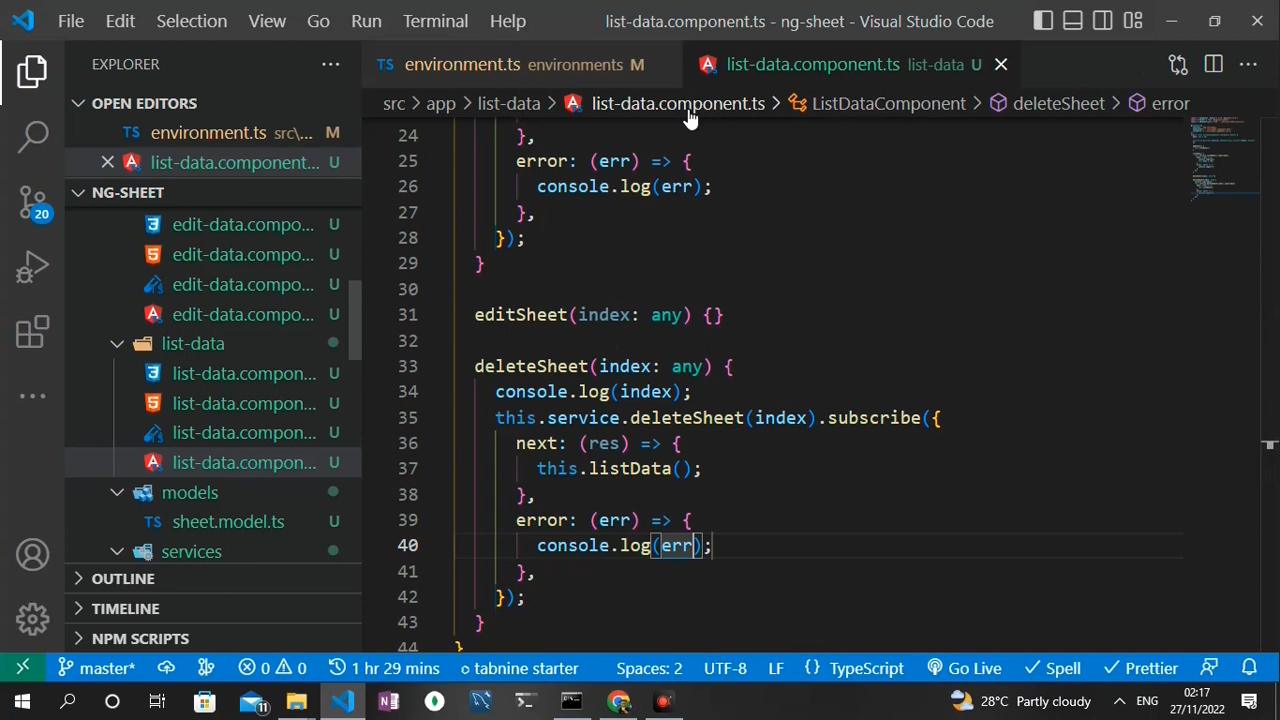 File Edit Selection View Go Run Terminal Help list-data.component.ts - ng-sheet - Visual Studio Code
EXPLORER
TS environment.ts environments M
list-data.component.ts list-data U
src > app > list-data > list-data.component.ts > ListDataComponent > deleteSheet > error
OPEN EDITORS
TS environment.ts src\... M
list-data.component... U
NG-SHEET
edit-data.compo... U
edit-data.compo... U
edit-data.compo... U
edit-data.compo... U
list-data
list-data.compon... U
list-data.compon... U
list-data.compon... U
list-data.compon... U
models
TS sheet.model.ts U
services
OUTLINE
TIMELINE
NPM SCRIPTS
20
24 },
25 error: (err) => {
26 console.log(err);
27 },
28 });
29 }
30
31 editSheet(index: any) {}
32
33 deleteSheet(index: any) {
34 console.log(index);
35 this.service.deleteSheet(index).subscribe({
36 next: (res) => {
37 this.listData();
38 },
39 error: (err) => {
40 console.log(err);
41 },
42 });
43 }
44 }
master* 0 0 1 hr 29 mins tabnine starter Spaces: 2 UTF-8 LF {} TypeScript Go Live Spell Prettier
11 28°C Partly cloudy ENG 02:17
27/11/2022